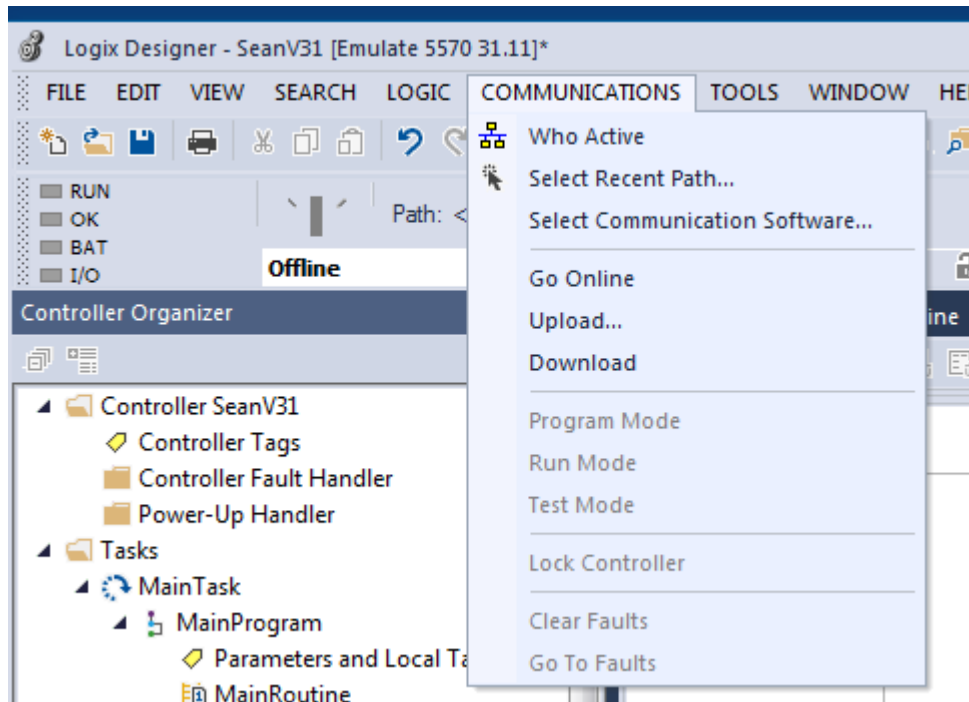 Logix Designer - SeanV31 [Emulate 5570 31.11]*
FILE EDIT VIEW SEARCH LOGIC COMMUNICATIONS TOOLS WINDOW
RUN
OK
BAT
I/O
Path: <
Offline
Who Active
Select Recent Path...
Select Communication Software...
Go Online
Upload...
Download
Program Mode
Run Mode
Test Mode
Lock Controller
Clear Faults
Go To Faults
Controller Organizer
Controller SeanV31
Controller Tags
Controller Fault Handler
Power-Up Handler
Tasks
MainTask
MainProgram
Parameters and Local
MainRoutine